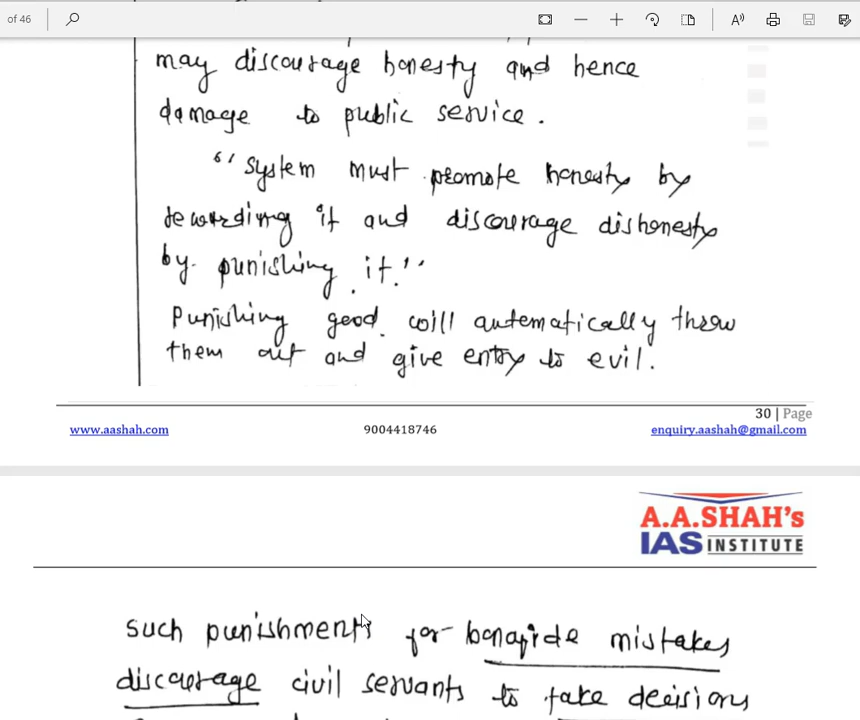 of 46
may discourage honesty and hence
damage to public service.
"System must promote honesty by
rewarding it and discourage dishonesty
by punishing it."
Punishing good will automatically throw
them out and give entry to evil.
30 | Page
www.aashah.com 9004418746 enquiry.aashah@gmail.com
A.A.SHAH's
IAS INSTITUTE
such punishments for bonafide mistakes
discourage civil servants to take decisions